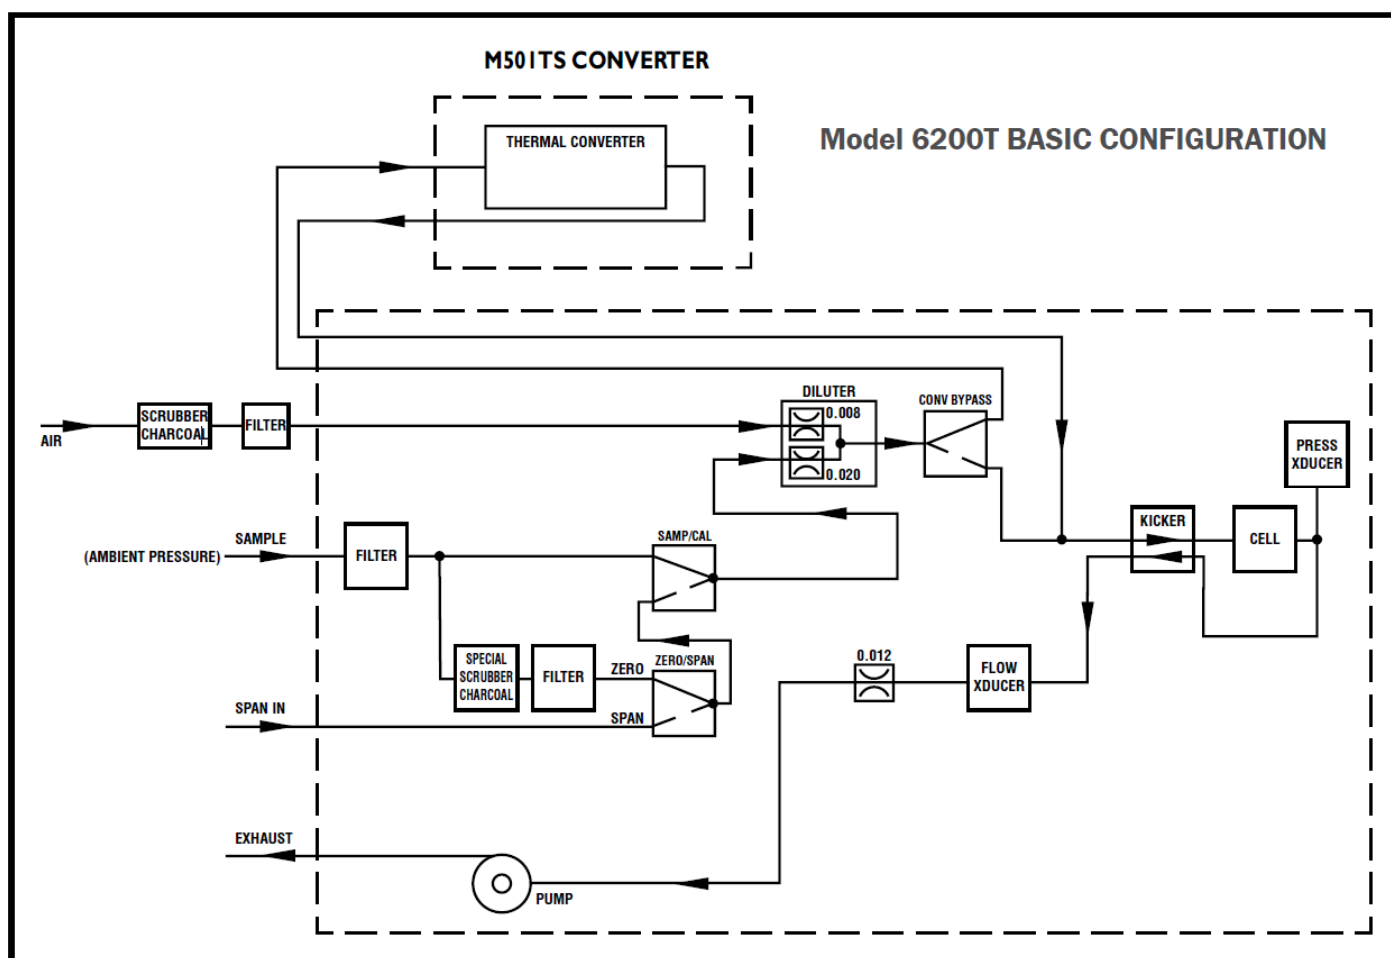 M501TS CONVERTER
Model 6200T BASIC CONFIGURATION
THERMAL CONVERTER
DILUTER
CONV BYPASS
0.008
SCRUBBER
CHARCOAL
FILTER
AIR
PRESS
XDUCER
0.020
KICKER
SAMPLE
(AMBIENT PRESSURE)
FILTER
SAMP/CAL
CELL
SPECIAL
SCRUBBER
CHARCOAL
FILTER
ZERO
ZERO/SPAN
0.012
FLOW
XDUCER
SPAN IN
SPAN
EXHAUST
PUMP